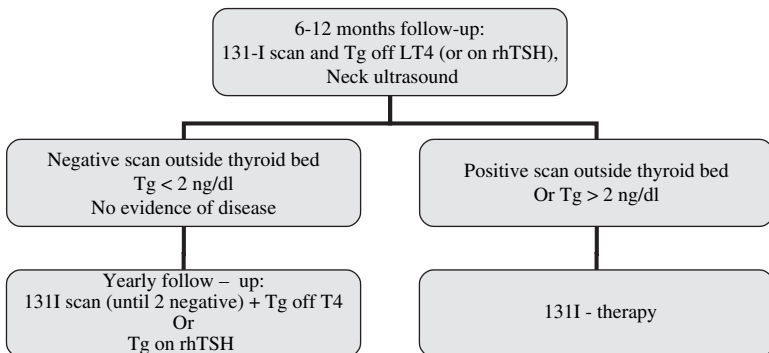 6-12 months follow-up:
131-I scan and Tg off LT4 (or on rhTSH),
Neck ultrasound
Negative scan outside thyroid bed
Tg < 2 ng/dl
No evidence of disease
Positive scan outside thyroid bed
Or Tg > 2 ng/dl
Yearly follow – up:
131I scan (until 2 negative) + Tg off T4
Or
Tg on rhTSH
131I - therapy